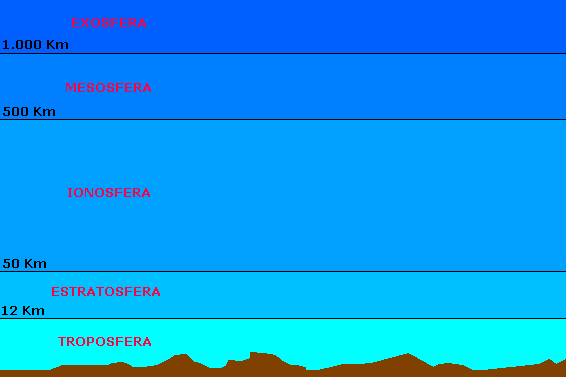 EKOSFERA
1.000 Km
MESOSFERA
500 Km
IONOSFERA
50 Km
ESTRATOSFERA
12 Km
TROPOSFERA